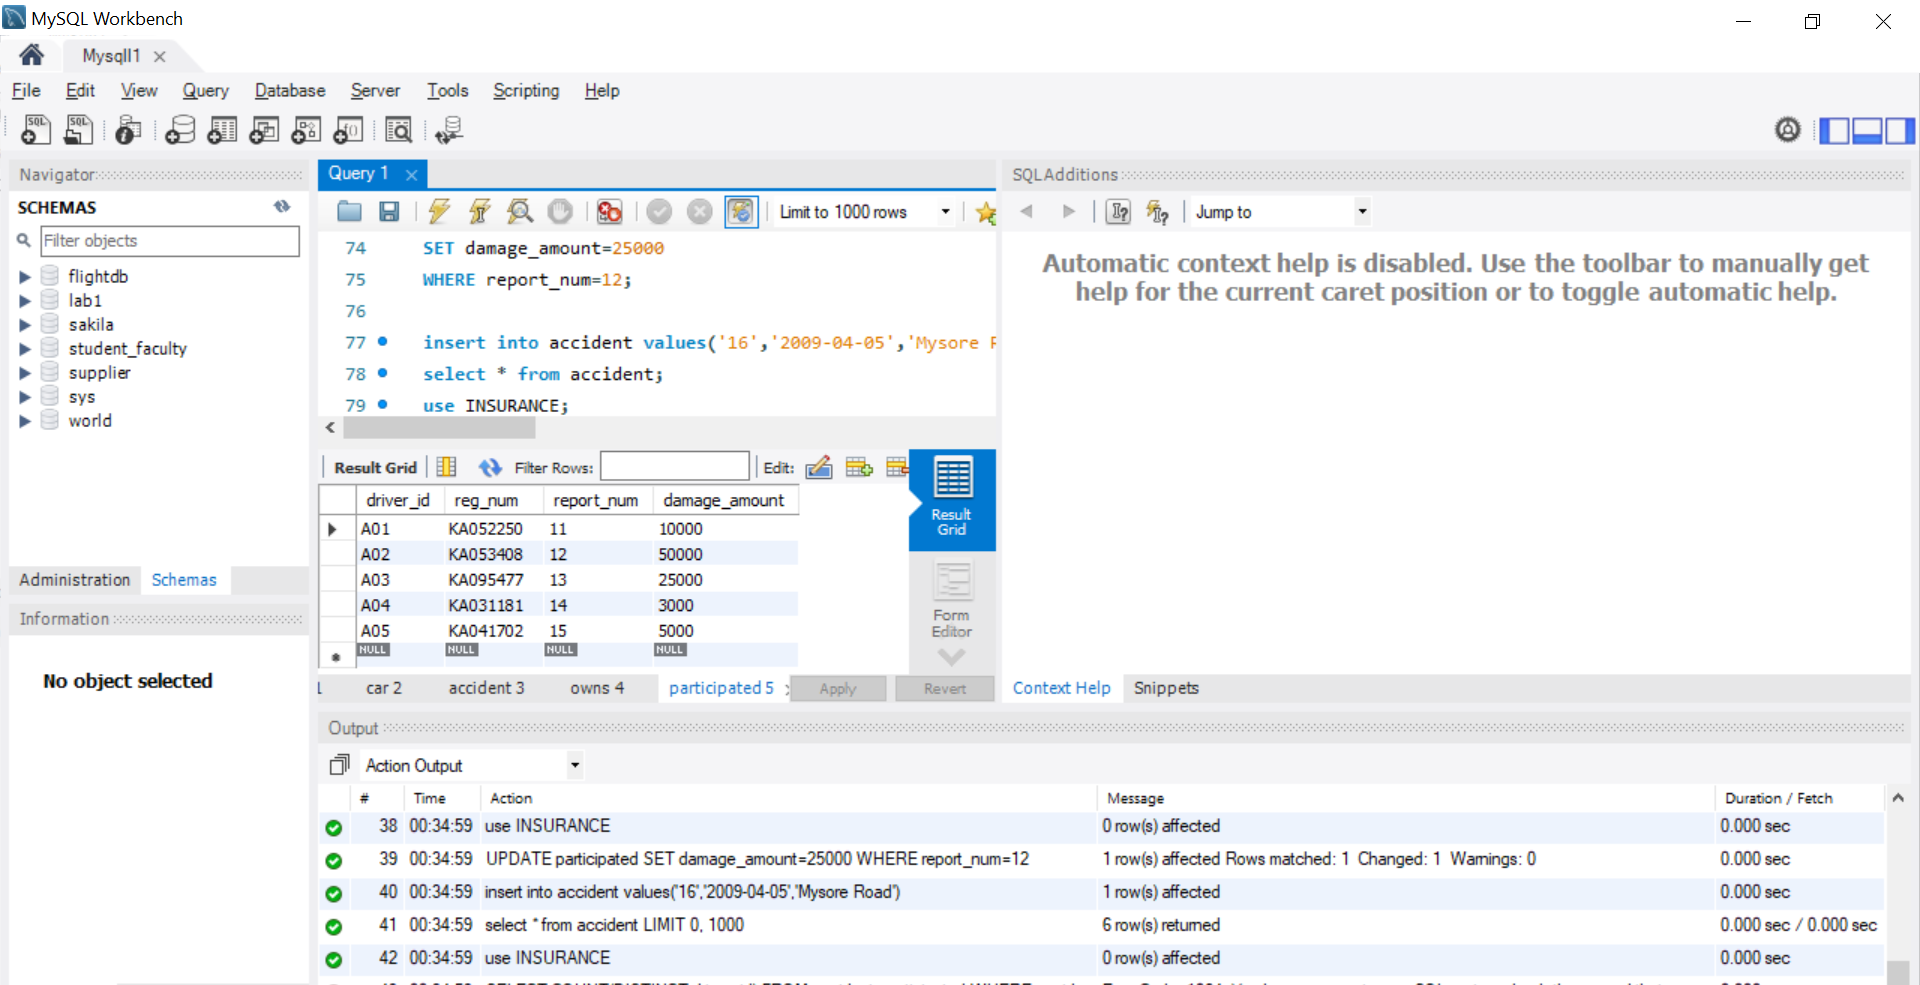 MySQL Workbench
Mysqll1
File Edit View Query Database Server Tools Scripting Help
Navigator
SCHEMAS
Filter objects
flightdb
lab1
sakila
student_faculty
supplier
sys
world
Administration Schemas
Information
No object selected
Query 1
Limit to 1000 rows
74 SET damage_amount=25000
75 WHERE report_num=12;
76
77 insert into accident values('16','2009-04-05','Mysore
78 select * from accident;
79 use INSURANCE;
Result Grid Filter Rows: Edit:
driver_id reg_num report_num damage_amount
A01 KA052250 11 10000
A02 KA053408 12 50000
A03 KA095477 13 25000
A04 KA031181 14 3000
A05 KA041702 15 5000
NULL NULL NULL NULL
Result
Grid
Form
Editor
1 car 2 accident 3 owns 4 participated 5 Apply Revert
SQLAdditions
Jump to
Automatic context help is disabled. Use the toolbar to manually get
help for the current caret position or to toggle automatic help.
Context Help Snippets
Output
Action Output
# Time Action Message Duration / Fetch
38 00:34:59 use INSURANCE 0 row(s) affected 0.000 sec
39 00:34:59 UPDATE participated SET damage_amount=25000 WHERE report_num=12 1 row(s) affected Rows matched: 1 Changed: 1 Warnings: 0 0.000 sec
40 00:34:59 insert into accident values('16','2009-04-05','Mysore Road') 1 row(s) affected 0.000 sec
41 00:34:59 select * from accident LIMIT 0, 1000 6 row(s) returned 0.000 sec / 0.000 sec
42 00:34:59 use INSURANCE 0 row(s) affected 0.000 sec